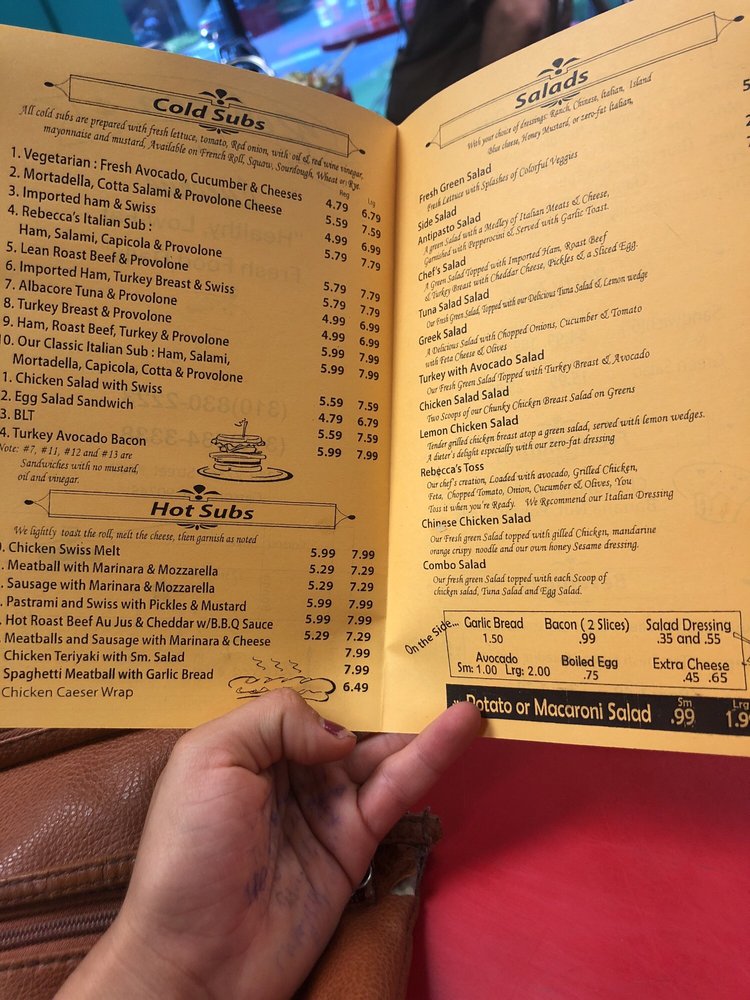 Cold Subs
All cold subs are prepared with fresh lettuce, tomato, Red onion, with oil & red wine vinegar,
mayonnaise and mustard, Available on French Roll, Squaw, Sourdough, Wheat or Rye.
Reg Lrg
1. Vegetarian : Fresh Avocado, Cucumber & Cheeses 4.79 6.79
2. Mortadella, Cotta Salami & Provolone Cheese 5.59 7.59
3. Imported ham & Swiss 4.99 6.99
4. Rebecca's Italian Sub :
Ham, Salami, Capicola & Provolone 5.79 7.79
5. Lean Roast Beef & Provolone 5.79 7.79
6. Imported Ham, Turkey Breast & Swiss 5.79 7.79
7. Albacore Tuna & Provolone 4.99 6.99
8. Turkey Breast & Provolone 4.99 6.99
9. Ham, Roast Beef, Turkey & Provolone 5.99 7.99
0. Our Classic Italian Sub : Ham, Salami,
Mortadella, Capicola, Cotta & Provolone 5.99 7.99
1. Chicken Salad with Swiss 5.59 7.59
2. Egg Salad Sandwich 4.79 6.79
3. BLT 5.59 7.59
4. Turkey Avocado Bacon 5.99 7.99
Note: #7, #11, #12 and #13 are
Sandwiches with no mustard,
oil and vinegar.
Hot Subs
We lightly toast the roll, melt the cheese, then garnish as noted
. Chicken Swiss Melt 5.99 7.99
. Meatball with Marinara & Mozzarella 5.29 7.29
. Sausage with Marinara & Mozzarella 5.29 7.29
. Pastrami and Swiss with Pickles & Mustard 5.99 7.99
. Hot Roast Beef Au Jus & Cheddar w/B.B.Q Sauce 5.99 7.99
. Meatballs and Sausage with Marinara & Cheese 5.29 7.29
Chicken Teriyaki with Sm. Salad 7.99
Spaghetti Meatball with Garlic Bread 7.99
Chicken Caeser Wrap 6.49
Salads
With your choice of dressings: Ranch, Chinese, Italian, Island
Blue cheese, Honey Mustard, or zero-fat Italian,
Fresh Green Salad
Fresh Lettuce with Splashes of Colorful Veggies
Side Salad
Antipasto Salad
A green Salad with a Medley of Italian Meats & Cheese,
Garnished with Pepperocini & Served with Garlic Toast.
Chef's Salad
A Green Salad Topped with Imported Ham, Roast Beef
& Turkey Breast with Cheddar Cheese, Pickles & a Sliced Egg.
Tuna Salad Salad
Our Fresh Green Salad, Topped with our Delicious Tuna Salad & Lemon wedge
Greek Salad
A Delicious Salad with Chopped Onions, Cucumber & Tomato
with Feta Cheese & Olives
Turkey with Avocado Salad
Our Fresh Green Salad Topped with Turkey Breast & Avocado
Chicken Salad Salad
Two Scoops of our Chunky Chicken Breast Salad on Greens
Lemon Chicken Salad
Tender grilled chicken breast atop a green salad, served with lemon wedges.
A dieter's delight especially with our zero-fat dressing
Rebecca's Toss
Our chef's creation, Loaded with avocado, Grilled Chicken,
Feta, Chopped Tomato, Onion, Cucumber & Olives, You
Toss it when you're Ready. We Recommend our Italian Dressing
Chinese Chicken Salad
Our Fresh green Salad topped with gilled Chicken, mandarine
orange crispy noodle and our own honey Sesame dressing.
Combo Salad
Our fresh green Salad topped with each Scoop of
chicken salad, Tuna Salad and Egg Salad.
On the Side...
Garlic Bread Bacon ( 2 Slices) Salad Dressing
1.50 .99 .35 and .55
Avocado Boiled Egg Extra Cheese
Sm: 1.00 Lrg: 2.00 .75 .45 .65
Sm Lrg
Potato or Macaroni Salad .99 1.9